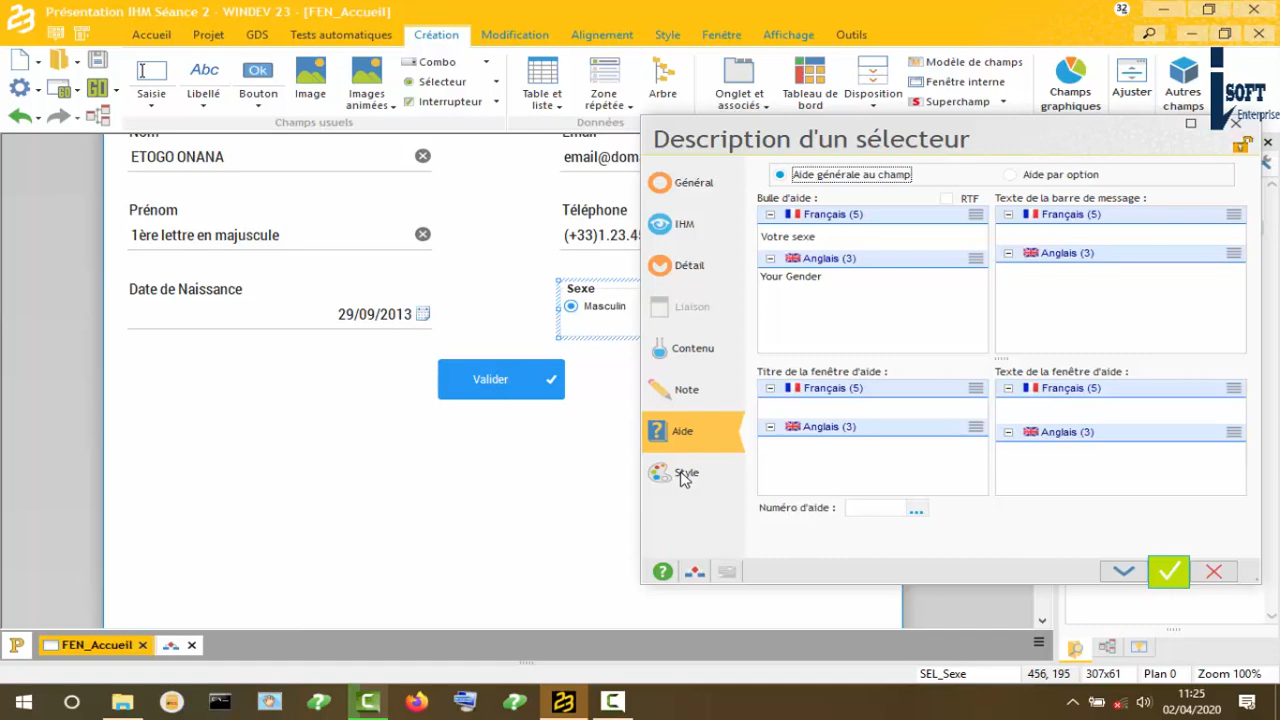 Présentation IHM Séance 2 - WINDEV 23 - [FEN_Accueil]
32
Accueil Projet GDS Tests automatiques Création Modification Alignement Style Fenêtre Affichage Outils
Saisie
Abc
Libellé
Ok
Bouton
Image
Images animées
Combo
Sélecteur
Interrupteur
Table et liste
Zone répétée
Arbre
Onglet et associés
Tableau de bord
Disposition
Modèle de champs
Fenêtre interne
Superchamp
Champs graphiques
Ajuster
Autres champs
SOFT
Enterprise
Champs usuels
Données
Nom
ETOGO ONANA
Email
email@dom
Prénom
1ère lettre en majuscule
Téléphone
(+33)1.23.45
Date de Naissance
29/09/2013
Sexe
Masculin
Valider
Description d'un sélecteur
Général
IHM
Détail
Liaison
Contenu
Note
Aide
Style
Aide générale au champ
Aide par option
Bulle d'aide :
RTF
Français (5)
Votre sexe
Anglais (3)
Your Gender
Texte de la barre de message :
Français (5)
Anglais (3)
Titre de la fenêtre d'aide :
Français (5)
Anglais (3)
Texte de la fenêtre d'aide :
Français (5)
Anglais (3)
Numéro d'aide :
FEN_Accueil
SEL_Sexe
456, 195
307x61
Plan 0
Zoom 100%
11:25
02/04/2020